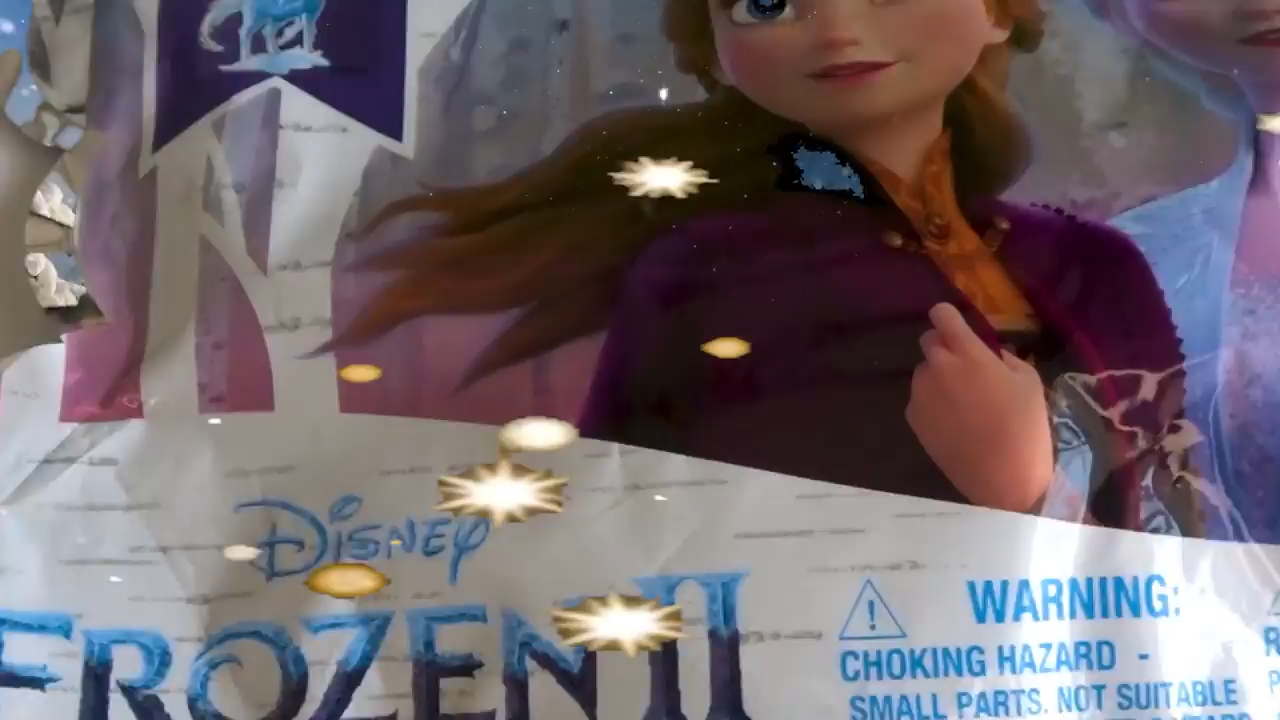 Disney
FROZEN II
WARNING:
CHOKING HAZARD -
SMALL PARTS. NOT SUITABLE